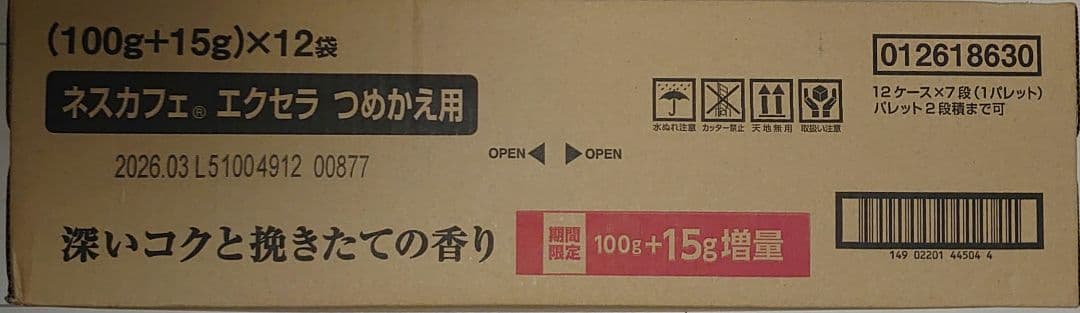 (100g+15g)×12袋
ネスカフェ® エクセラ つめかえ用
2026.03 L51004912 00877
OPEN◀ ▶OPEN
水ぬれ注意 カッター禁止 天地無用 取扱い注意
012618630
12ケース×7段(1パレット)
パレット2段積まで可
深いコクと挽きたての香り
期間
限定
100g+15g増量
149 02201 44504 4